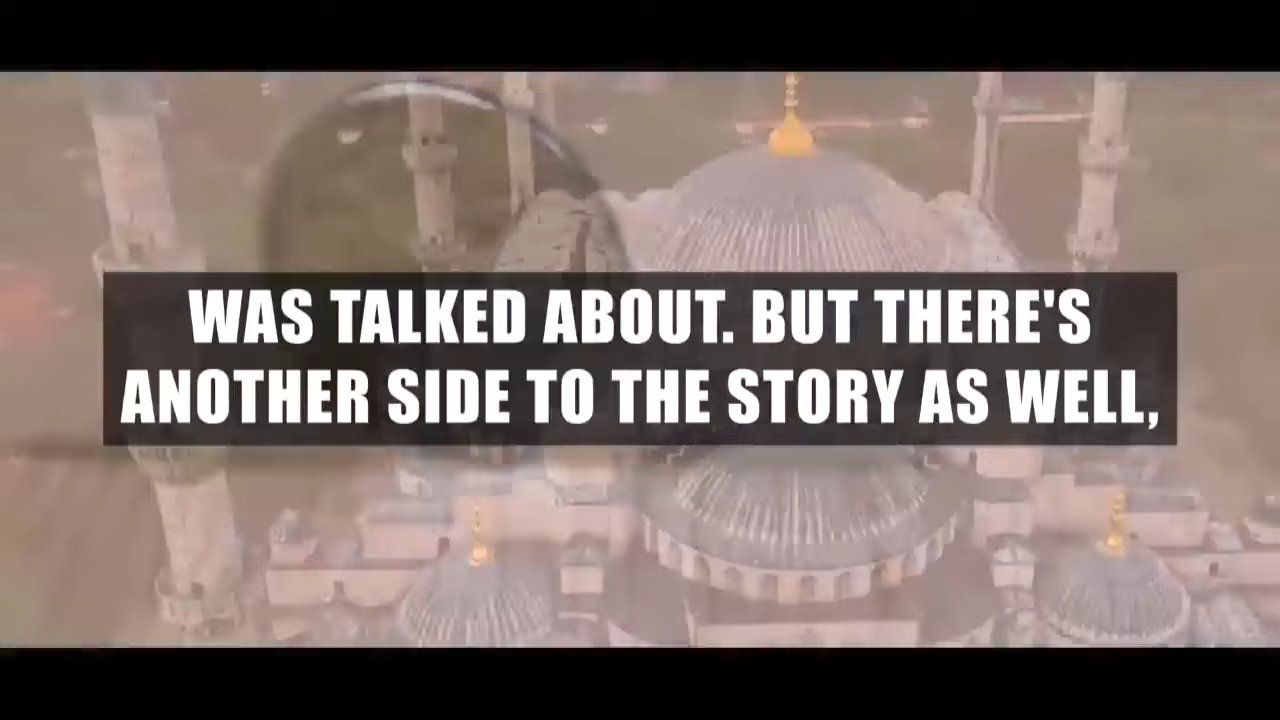 WAS TALKED ABOUT. BUT THERE'S
ANOTHER SIDE TO THE STORY AS WELL,